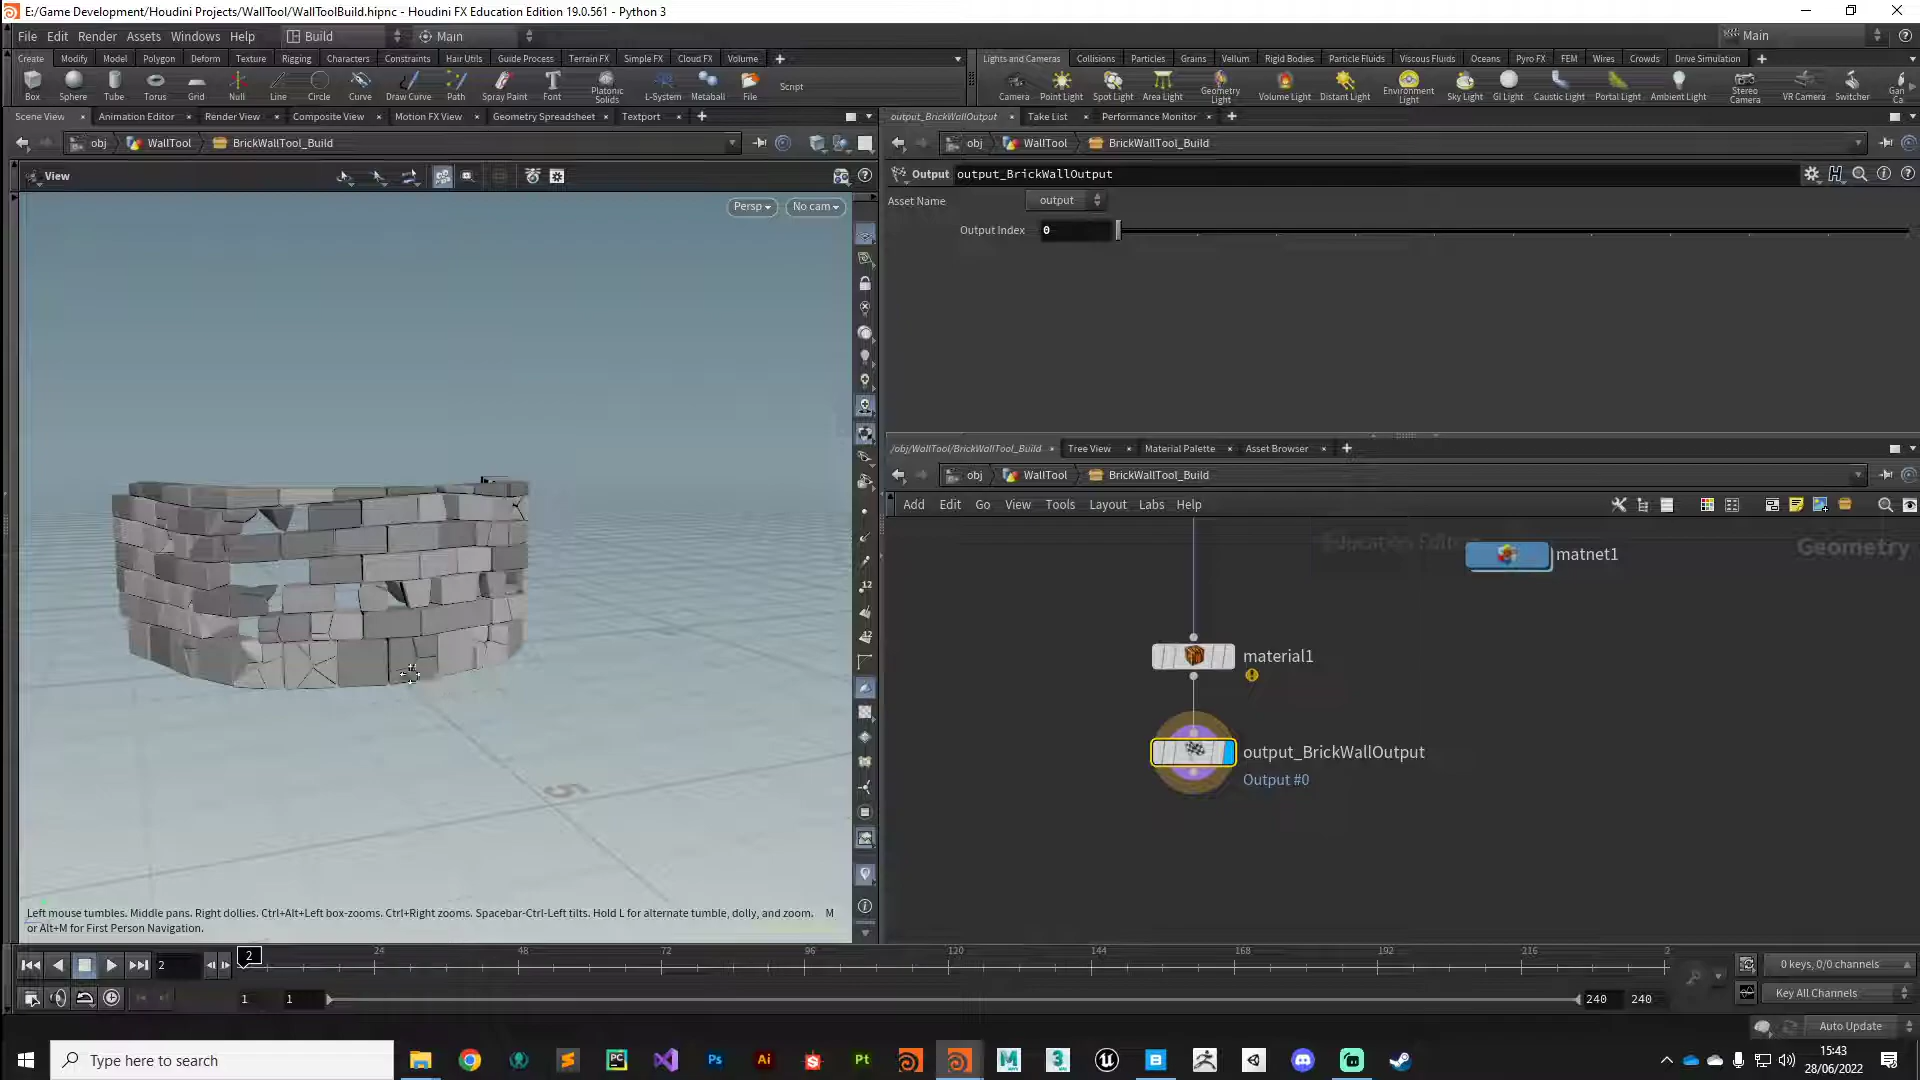 E:/Game Development/Houdini Projects/WallTool/WallToolBuild.hipnc - Houdini FX Education Edition 19.0.561 - Python 3
File Edit Render Assets Windows Help Build Main Main
Create Modify Model Polygon Deform Texture Rigging Characters Constraints Hair Utils Guide Process Terrain FX Simple FX Cloud FX Volume
Lights and Cameras Collisions Particles Grains Vellum Rigid Bodies Particle Fluids Viscous Fluids Oceans Pyro FX FEM Wires Crowds Drive Simulation
Box Sphere Tube Torus Grid Null Line Circle Curve Draw Curve Path Spray Paint Font Platonic Solids L-System Metaball File Script
Camera Point Light Spot Light Area Light Geometry Light Volume Light Distant Light Environment Light Sky Light GI Light Caustic Light Portal Light Ambient Light Stereo Camera VR Camera Switcher
Scene View Animation Editor Render View Composite View Motion FX View Geometry Spreadsheet Textport
output_BrickWallOutput Take List Performance Monitor
obj WallTool BrickWallTool_Build
obj WallTool BrickWallTool_Build
View
Output output_BrickWallOutput
Persp No cam
Asset Name output
Output Index 0
/obj/WallTool/BrickWallTool_Build Tree View Material Palette Asset Browser
obj WallTool BrickWallTool_Build
Add Edit Go View Tools Layout Labs Help
Geometry
matnet1
material1
output_BrickWallOutput
Output #0
12
12
5
Left mouse tumbles. Middle pans. Right dollies. Ctrl+Alt+Left box-zooms. Ctrl+Right zooms. Spacebar-Ctrl-Left tilts. Hold L for alternate tumble, dolly, and zoom. M
or Alt+M for First Person Navigation.
2 24 48 72 96 120 144 168 192 216 2
2
0 keys, 0/0 channels
1 1 240 240
Key All Channels
Auto Update
Type here to search
15:43
28/06/2022